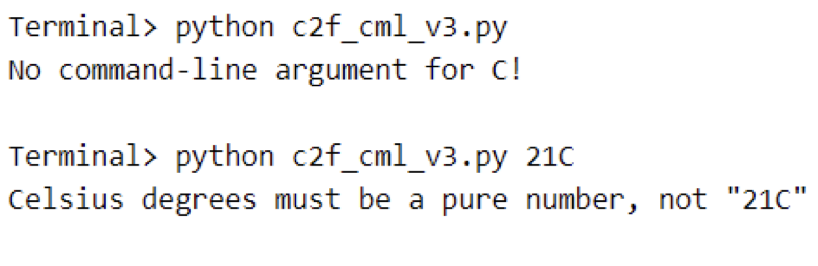 Terminal> python c2f_cml_v3.py
No command-line argument for C!
Terminal> python c2f_cml_v3.py 21C
Celsius degrees must be a pure number, not "21C"